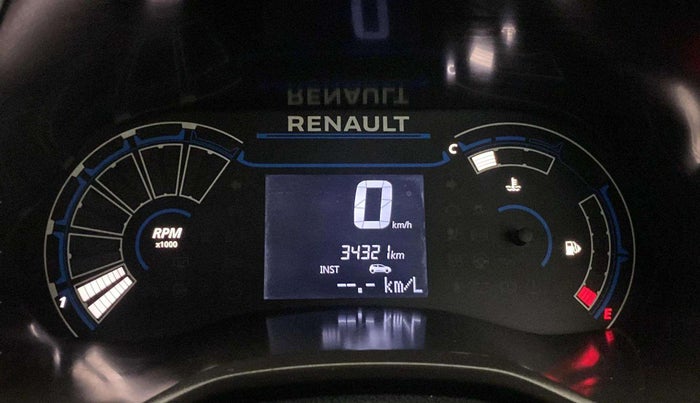 RENAULT
C
0 km/h
RPM
x1000
34321 km
INST
--.- km/L
1
E